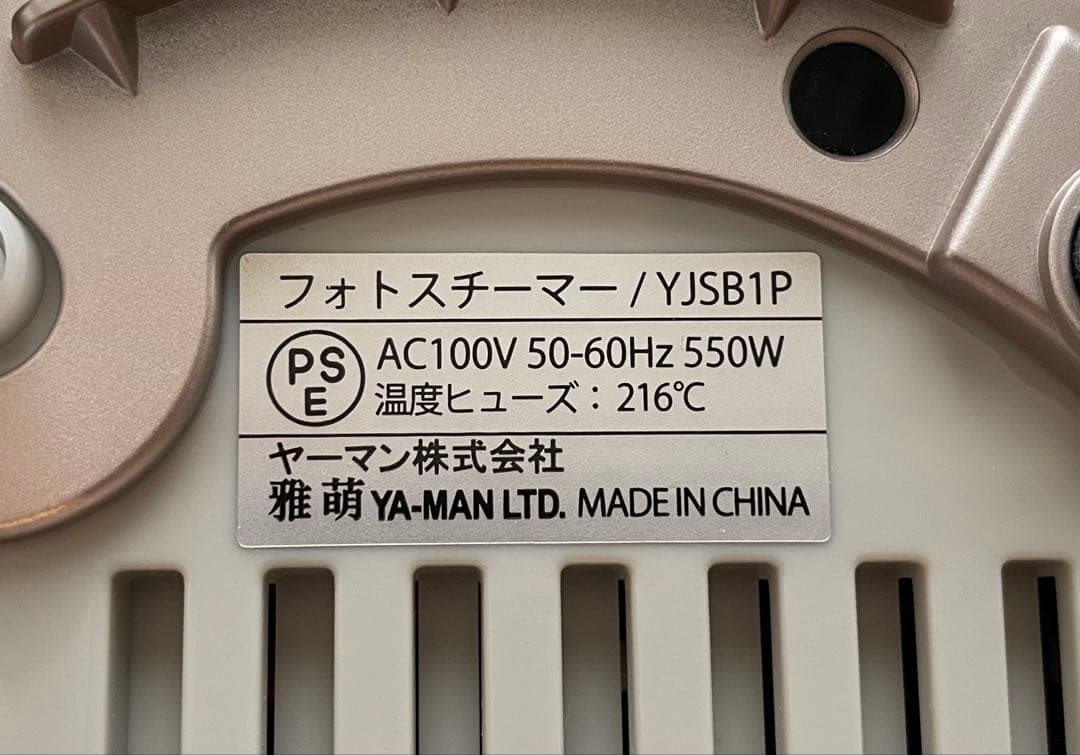 フォトスチーマー / YJSB1P
PS
E
AC100V 50-60Hz 550W
温度ヒューズ：216℃
ヤーマン株式会社
雅萌 YA-MAN LTD. MADE IN CHINA